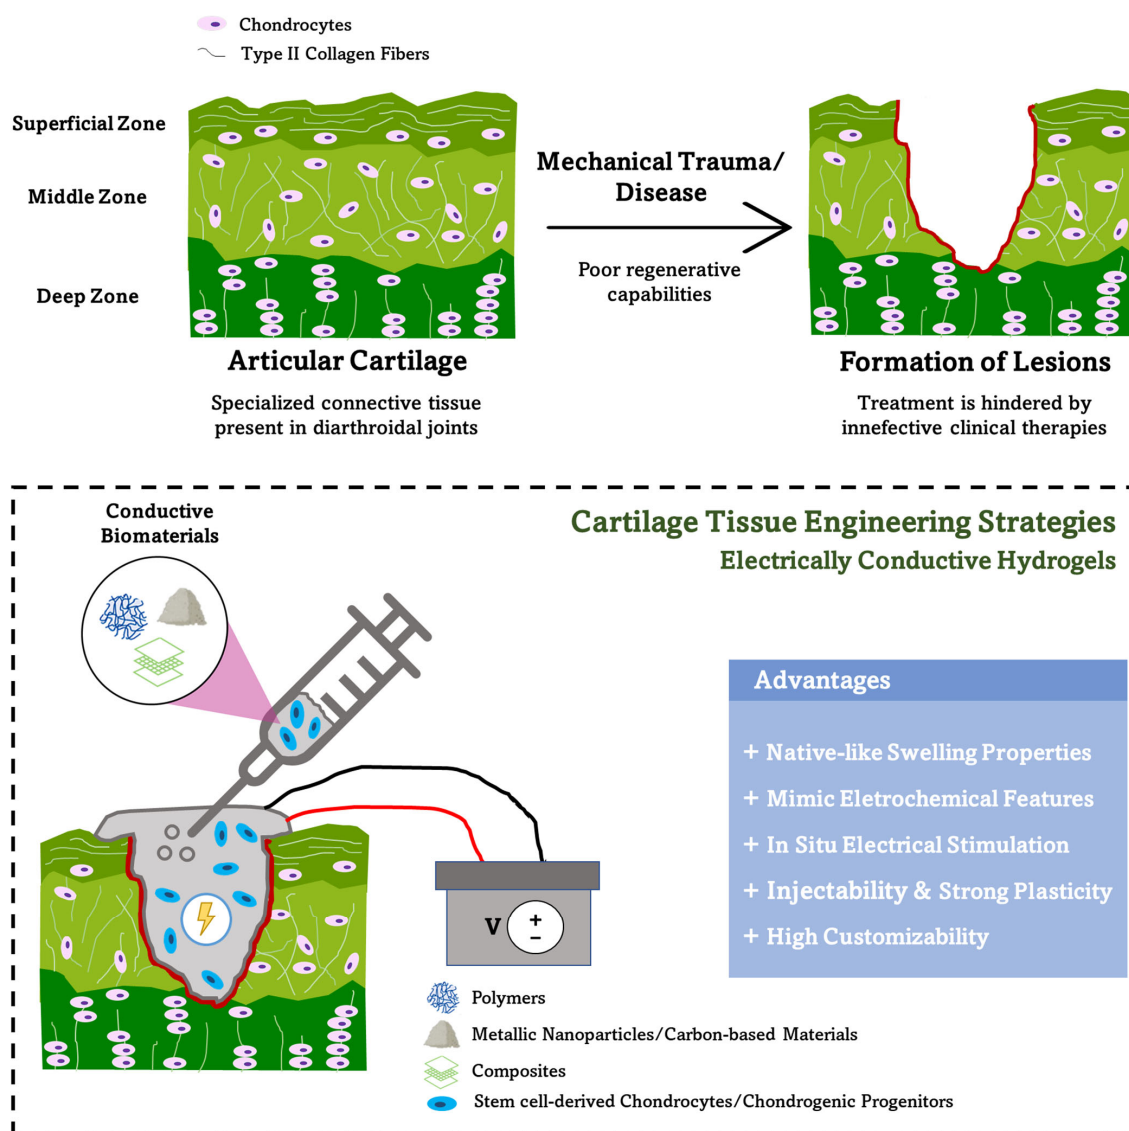 Chondrocytes
Type II Collagen Fibers
Superficial Zone
Middle Zone
Deep Zone
Mechanical Trauma/
Disease
Poor regenerative
capabilities
Articular Cartilage
Specialized connective tissue
present in diarthroidal joints
Formation of Lesions
Treatment is hindered by
innefective clinical therapies
Conductive
Biomaterials
Cartilage Tissue Engineering Strategies
Electrically Conductive Hydrogels
Advantages
+ Native-like Swelling Properties
+ Mimic Eletrochemical Features
+ In Situ Electrical Stimulation
+ Injectability & Strong Plasticity
+ High Customizability
V + −
Polymers
Metallic Nanoparticles/Carbon-based Materials
Composites
Stem cell-derived Chondrocytes/Chondrogenic Progenitors